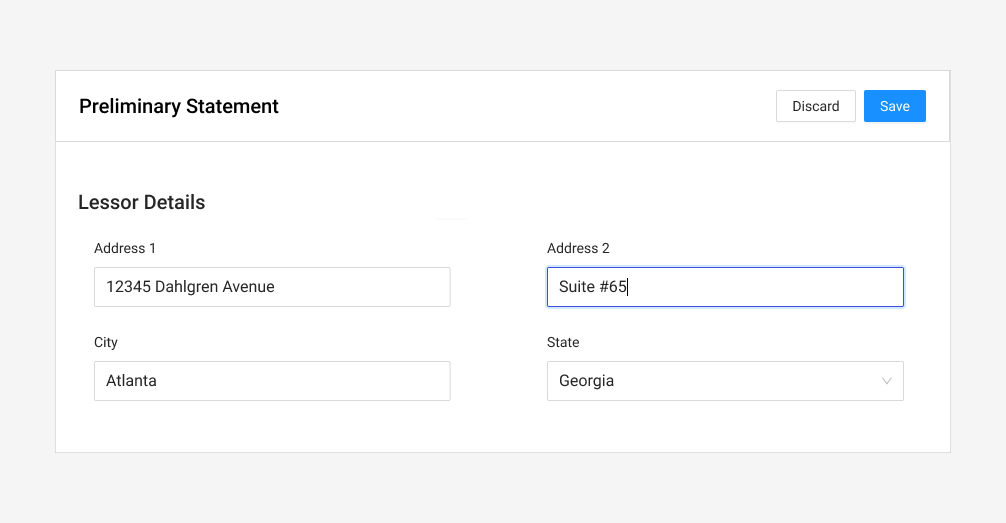 Preliminary Statement
Discard
Save
Lessor Details
Address 1
Address 2
12345 Dahlgren Avenue
Suite #65
City
State
Atlanta
Georgia